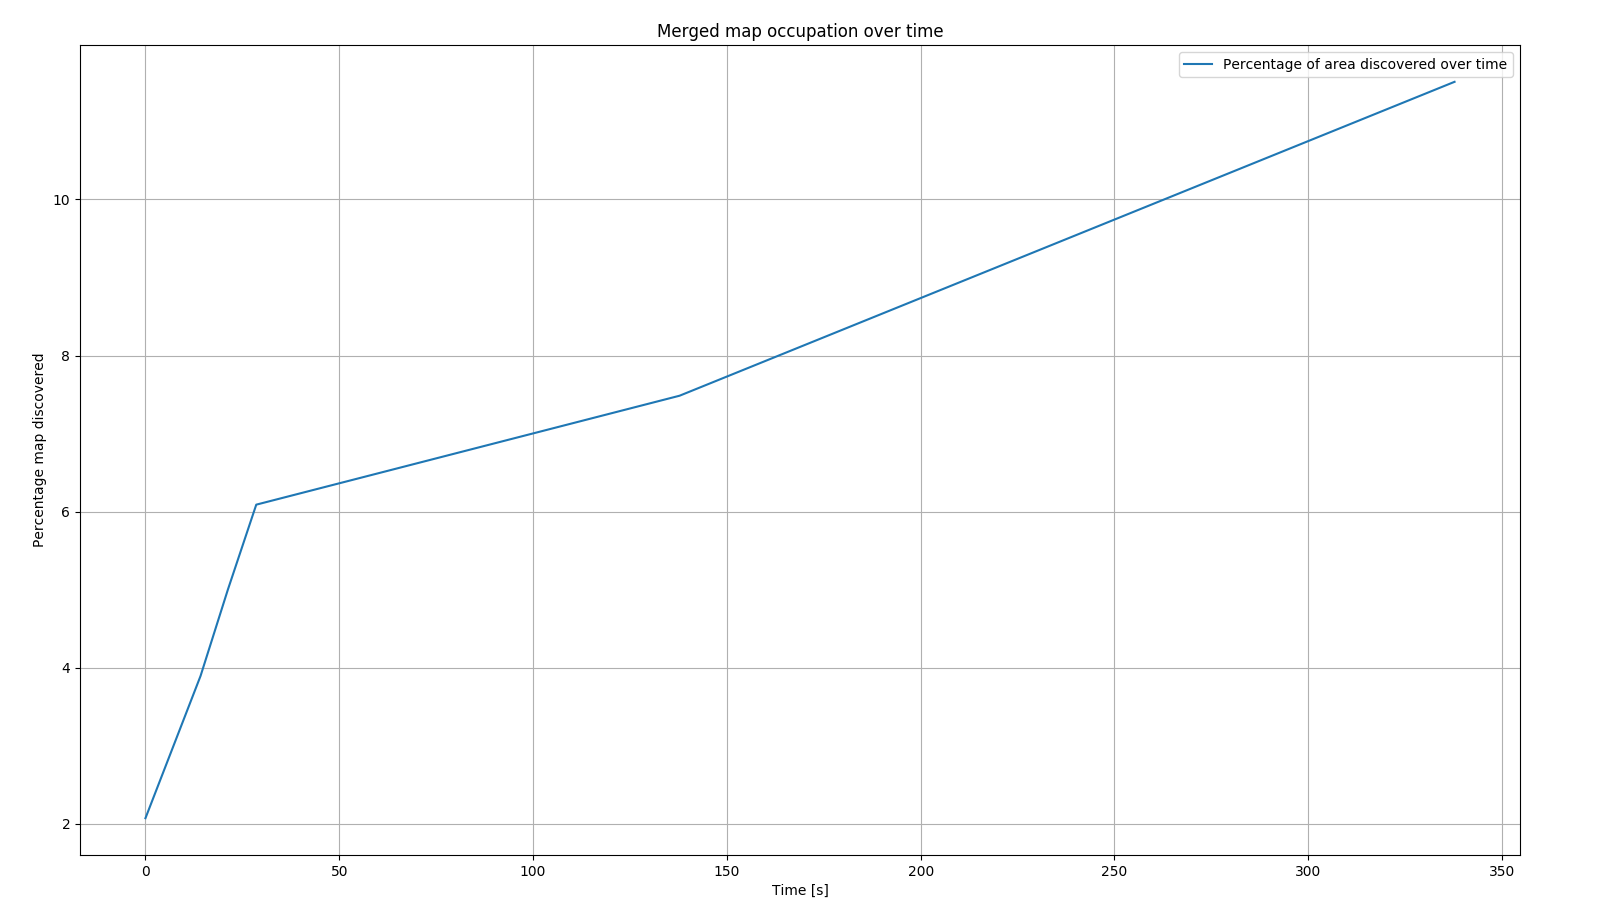 Merged map occupation over time
Percentage of area discovered over time
Percentage map discovered
10
8
6
4
2
0 50 100 150 200 250 300 350
Time [s]